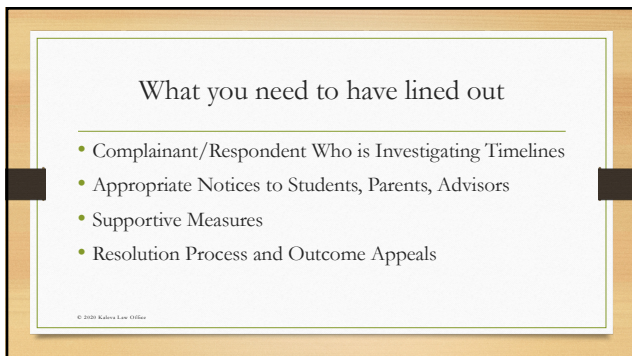 What you need to have lined out
• Complainant/Respondent Who is Investigating Timelines
• Appropriate Notices to Students, Parents, Advisors
• Supportive Measures
• Resolution Process and Outcome Appeals
© 2020 Kaleva Law Office